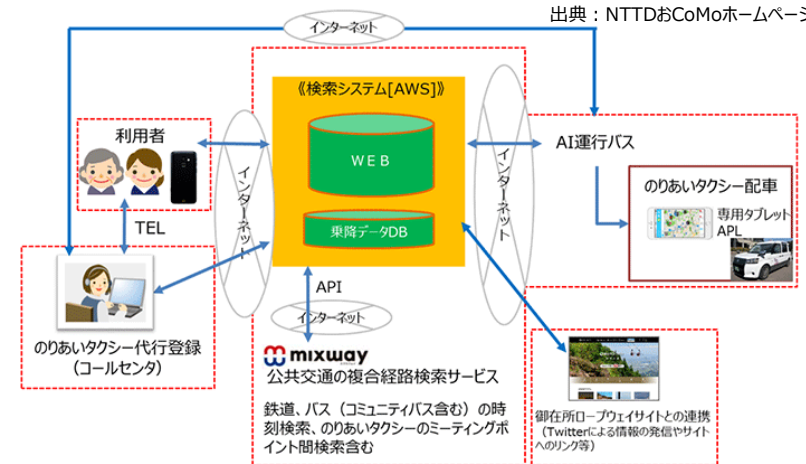 出典：NTTDおCoMoホームページ
インターネット
《検索システム[AWS]》
利用者
WEB
AI運行バス
インターネット
インターネット
のりあいタクシー配車
専用タブレット
APL
TEL
乗降データDB
API
インターネット
のりあいタクシー代行登録
（コールセンタ）
mixway
公共交通の複合経路検索サービス
鉄道、バス（コミュニティバス含む）の時
刻検索、のりあいタクシーのミーティングポ
イント間検索含む
御在所ロープウェイサイトとの連携
（Twitterによる情報の発信やサイト
へのリンク等）